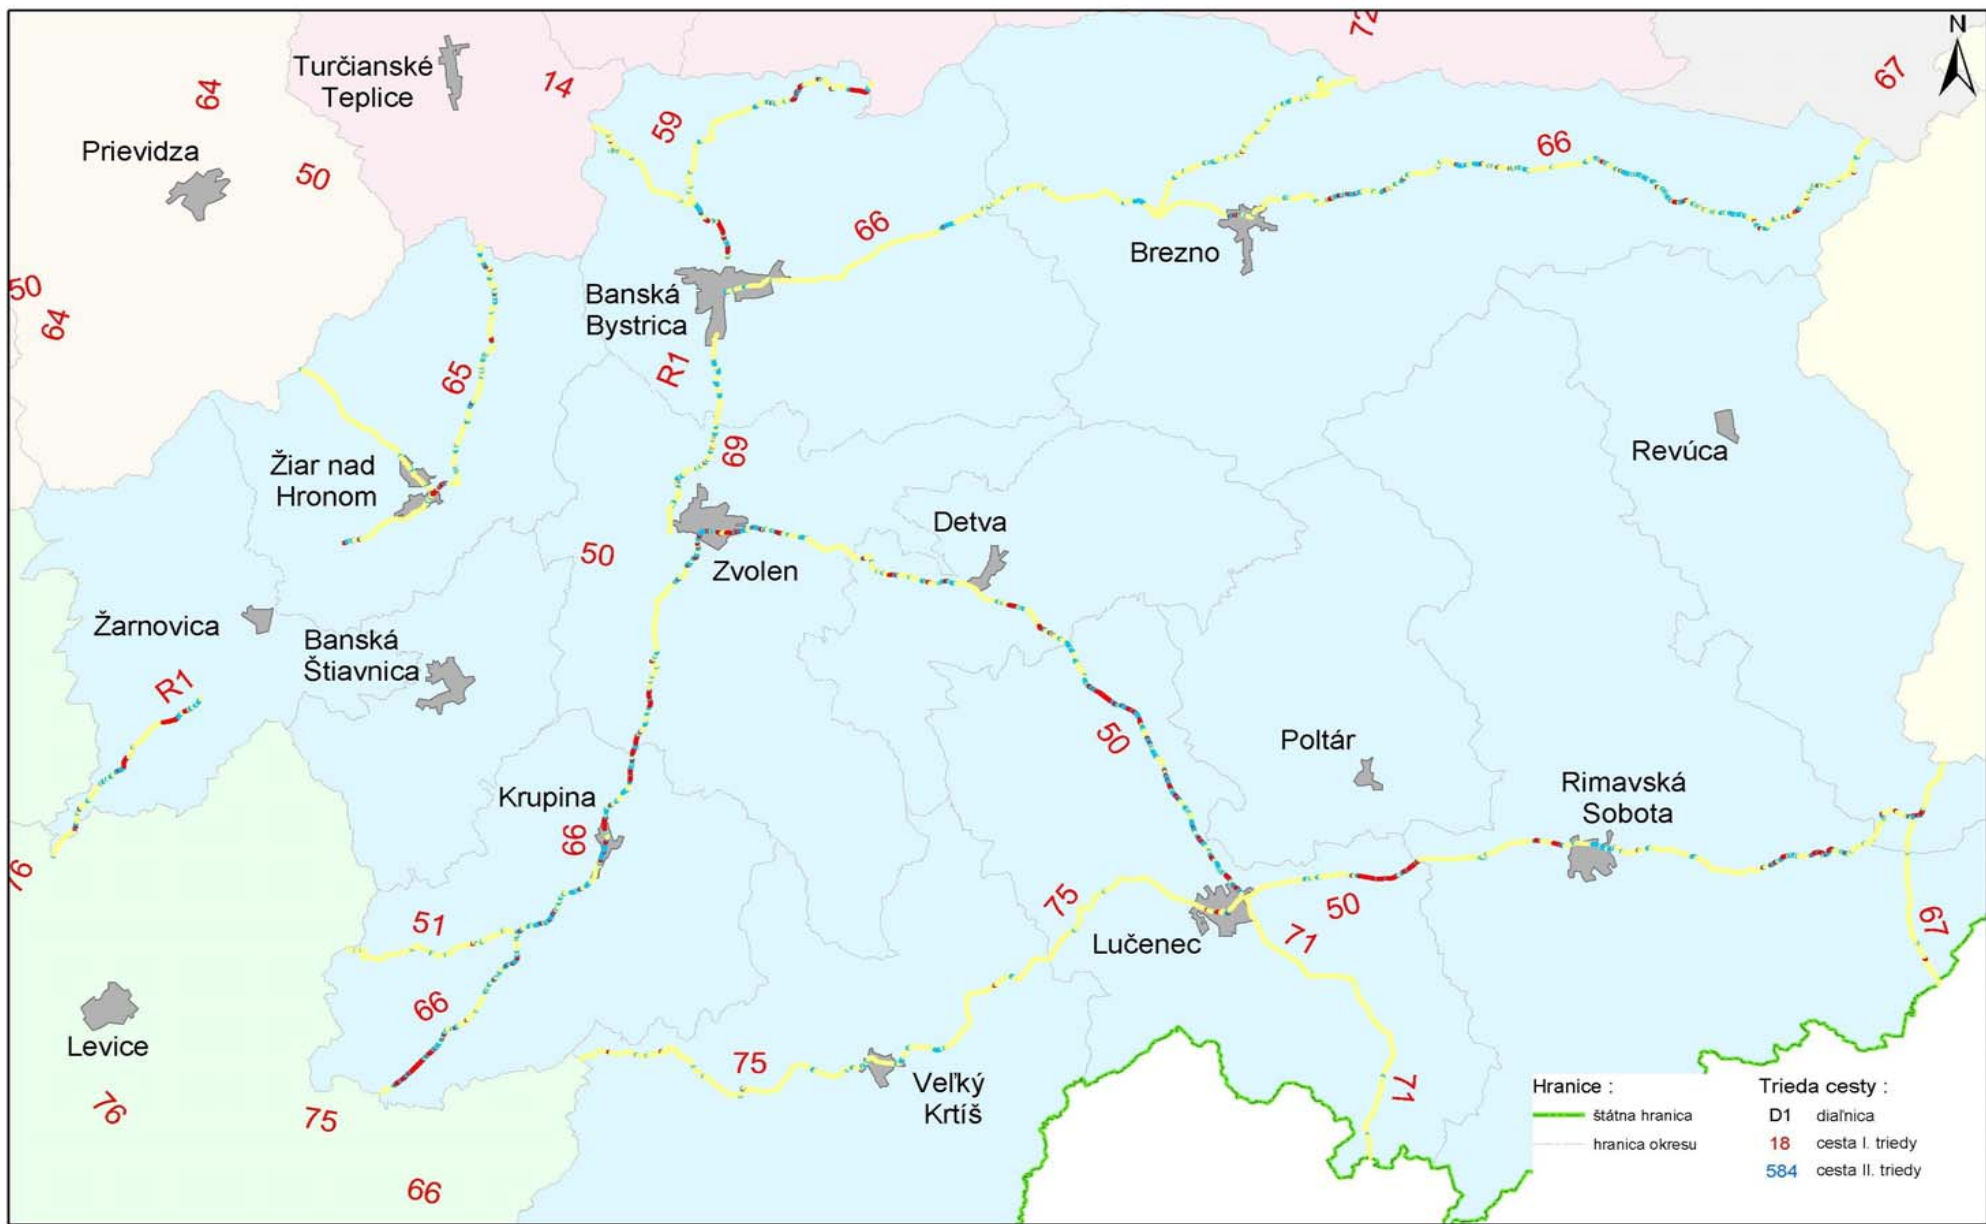 72
N
67
Turčianské
Teplice
14
64
59
66
Prievidza
50
66
Brezno
50
64
Banská
Bystrica
R1
65
69
Revúca
Žiar nad
Hronom
50
Detva
Zvolen
Žarnovica
Banská
Štiavnica
R1
50
Poltár
Rimavská
Sobota
Krupina
66
76
75
50
51
71
67
Lučenec
66
Levice
75
Veľký
Krtíš
71
76
75
66
Hranice :
štátna hranica
hranica okresu
Trieda cesty :
D1 diaľnica
18 cesta I. triedy
584 cesta II. triedy